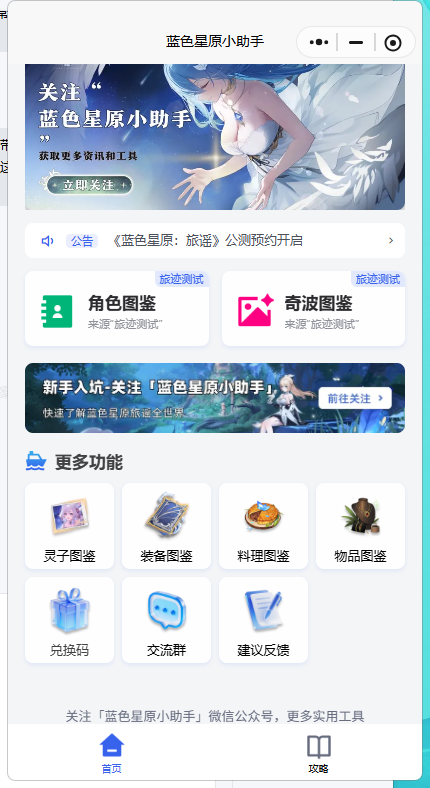 蓝色星原小助手
关注“
蓝色星原小助手
”
获取更多资讯和工具
立即关注
公告 《蓝色星原：旅谣》公测预约开启
旅迹测试
角色图鉴
来源“旅迹测试”
旅迹测试
奇波图鉴
来源“旅迹测试”
新手入坑-关注「蓝色星原小助手」
快速了解蓝色星原旅谣全世界
前往关注
更多功能
灵子图鉴
装备图鉴
料理图鉴
物品图鉴
兑换码
交流群
建议反馈
关注「蓝色星原小助手」微信公众号，更多实用工具
首页
攻略